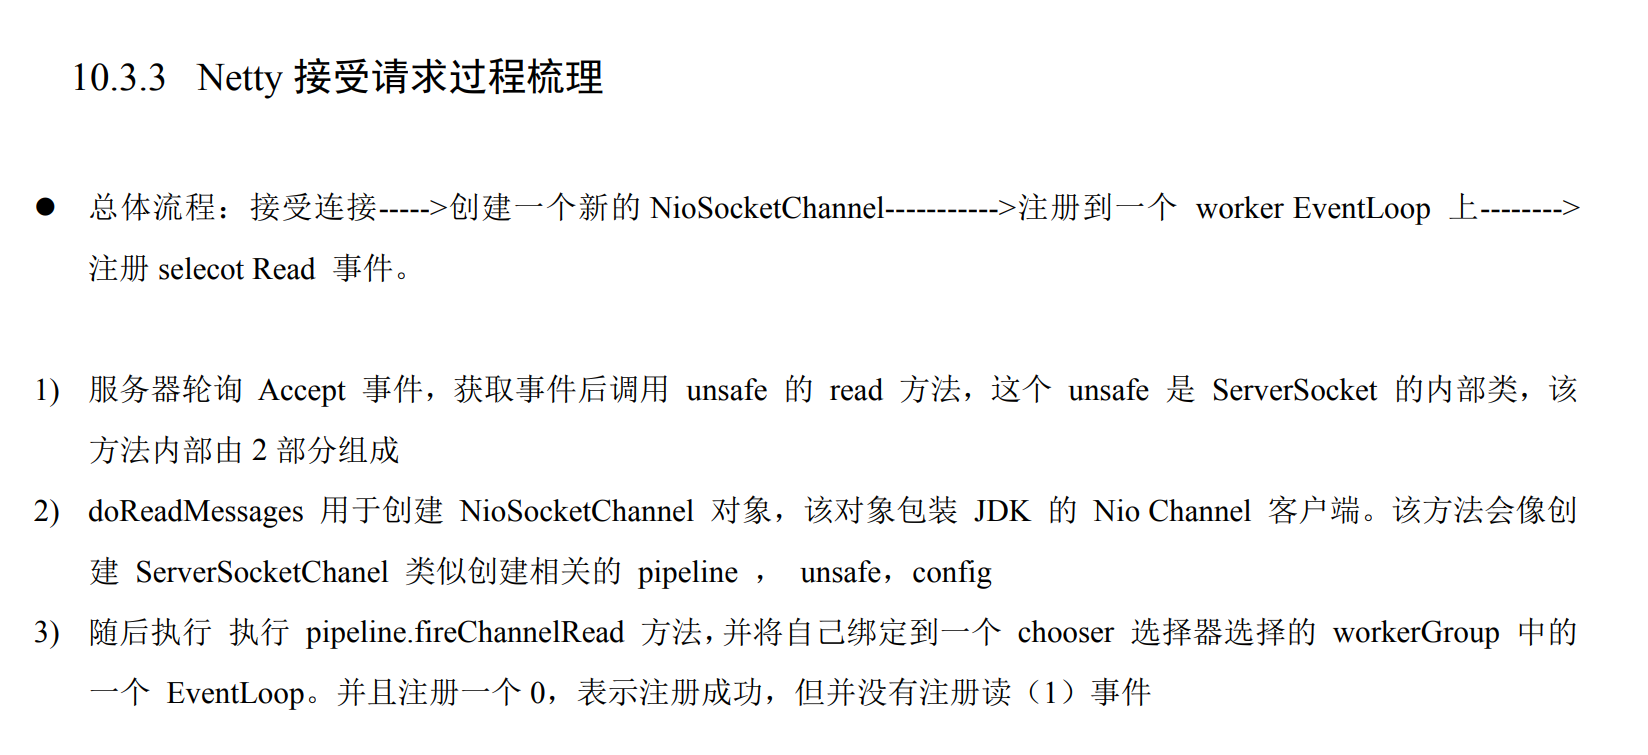 10.3.3 Netty 接受请求过程梳理
● 总体流程：接受连接----->创建一个新的 NioSocketChannel----------->注册到一个 worker EventLoop 上-------->
注册 selecot Read 事件。
1) 服务器轮询 Accept 事件，获取事件后调用 unsafe 的 read 方法，这个 unsafe 是 ServerSocket 的内部类，该
方法内部由 2 部分组成
2) doReadMessages 用于创建 NioSocketChannel 对象，该对象包装 JDK 的 Nio Channel 客户端。该方法会像创
建 ServerSocketChanel 类似创建相关的 pipeline ， unsafe，config
3) 随后执行 执行 pipeline.fireChannelRead 方法，并将自己绑定到一个 chooser 选择器选择的 workerGroup 中的
一个 EventLoop。并且注册一个 0，表示注册成功，但并没有注册读（1）事件